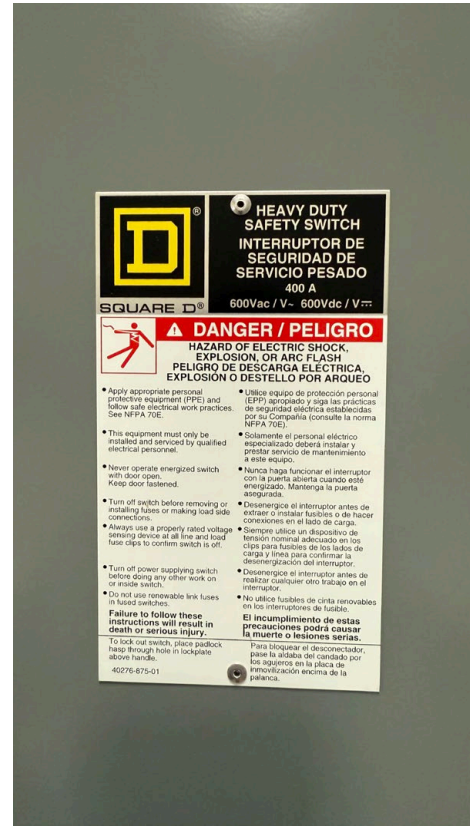 D®
SQUARE D®
HEAVY DUTY
SAFETY SWITCH
INTERRUPTOR DE
SEGURIDAD DE
SERVICIO PESADO
400 A
600Vac / V~ 600Vdc / V⎓
DANGER / PELIGRO
HAZARD OF ELECTRIC SHOCK,
EXPLOSION, OR ARC FLASH
PELIGRO DE DESCARGA ELÉCTRICA,
EXPLOSIÓN O DESTELLO POR ARQUEO
• Apply appropriate personal
protective equipment (PPE) and
follow safe electrical work practices.
See NFPA 70E.
• This equipment must only be
installed and serviced by qualified
electrical personnel.
• Never operate energized switch
with door open.
Keep door fastened.
• Turn off switch before removing or
installing fuses or making load side
connections.
• Always use a properly rated voltage
sensing device at all line and load
fuse clips to confirm switch is off.
• Turn off power supplying switch
before doing any other work on
or inside switch.
• Do not use renewable link fuses
in fused switches.
Failure to follow these
instructions will result in
death or serious injury.
To lock out switch, place padlock
hasp through hole in lockplate
above handle.
40276-675-01
• Utilice equipo de protección personal
(EPP) apropiado y siga las prácticas
de seguridad eléctrica establecidas
por su Compañía (consulte la norma
NFPA 70E).
• Solamente el personal eléctrico
especializado deberá instalar y
prestar servicio de mantenimiento
a este equipo.
• Nunca haga funcionar el interruptor
con la puerta abierta cuando esté
energizado. Mantenga la puerta
asegurada.
• Desenergice el interruptor antes de
extraer o instalar fusibles o de hacer
conexiones en el lado de carga.
• Siempre utilice un dispositivo de
tensión nominal adecuado en los
clips para fusibles de los lados de
carga y línea para confirmar la
desenergización del interruptor.
• Desenergice el interruptor antes de
realizar cualquier otro trabajo en el
interruptor.
• No utilice fusibles de cinta renovables
en los interruptores de fusible.
El incumplimiento de estas
precauciones podrá causar
la muerte o lesiones serias.
Para bloquear el desconectador,
pase la aldaba del candado por
los agujeros en la placa de
inmovilización encima de la
palanca.